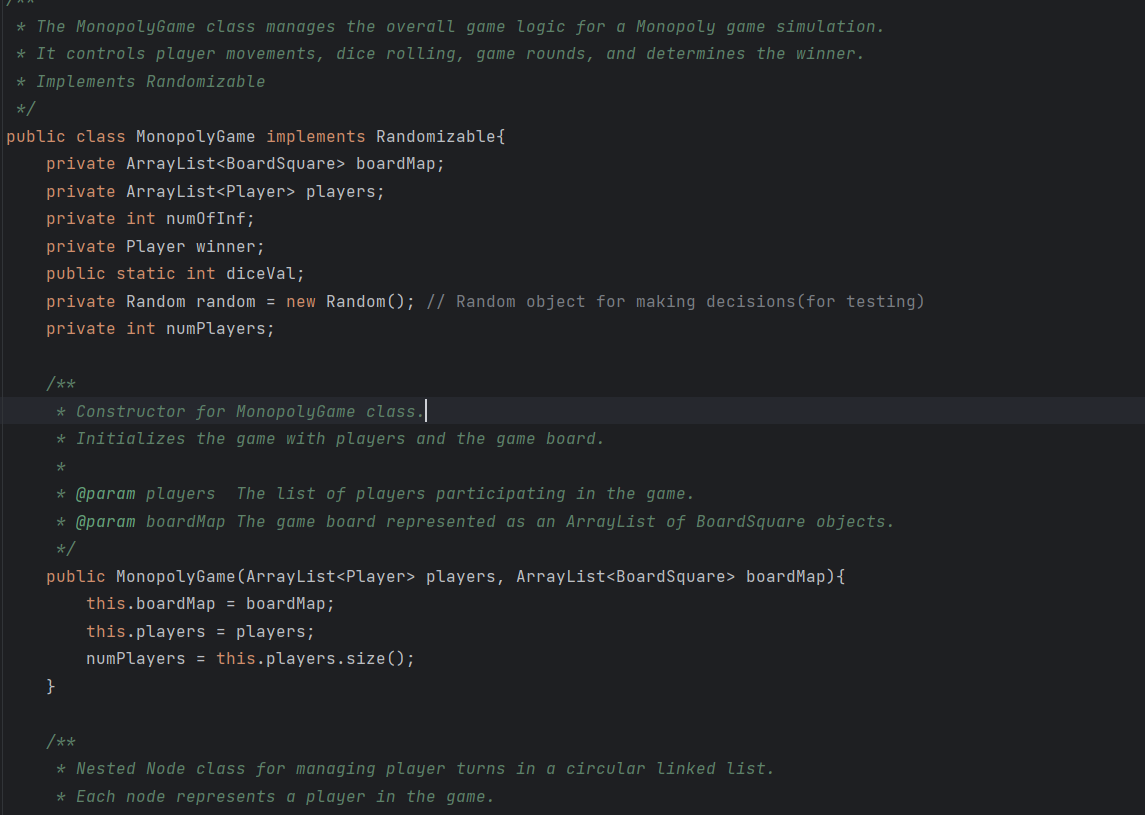 /**
 * The MonopolyGame class manages the overall game logic for a Monopoly game simulation.
 * It controls player movements, dice rolling, game rounds, and determines the winner.
 * Implements Randomizable
 */
public class MonopolyGame implements Randomizable{
    private ArrayList<BoardSquare> boardMap;
    private ArrayList<Player> players;
    private int numOfInf;
    private Player winner;
    public static int diceVal;
    private Random random = new Random(); // Random object for making decisions(for testing)
    private int numPlayers;

    /**
     * Constructor for MonopolyGame class.
     * Initializes the game with players and the game board.
     *
     * @param players  The list of players participating in the game.
     * @param boardMap The game board represented as an ArrayList of BoardSquare objects.
     */
    public MonopolyGame(ArrayList<Player> players, ArrayList<BoardSquare> boardMap){
        this.boardMap = boardMap;
        this.players = players;
        numPlayers = this.players.size();
    }

    /**
     * Nested Node class for managing player turns in a circular linked list.
     * Each node represents a player in the game.